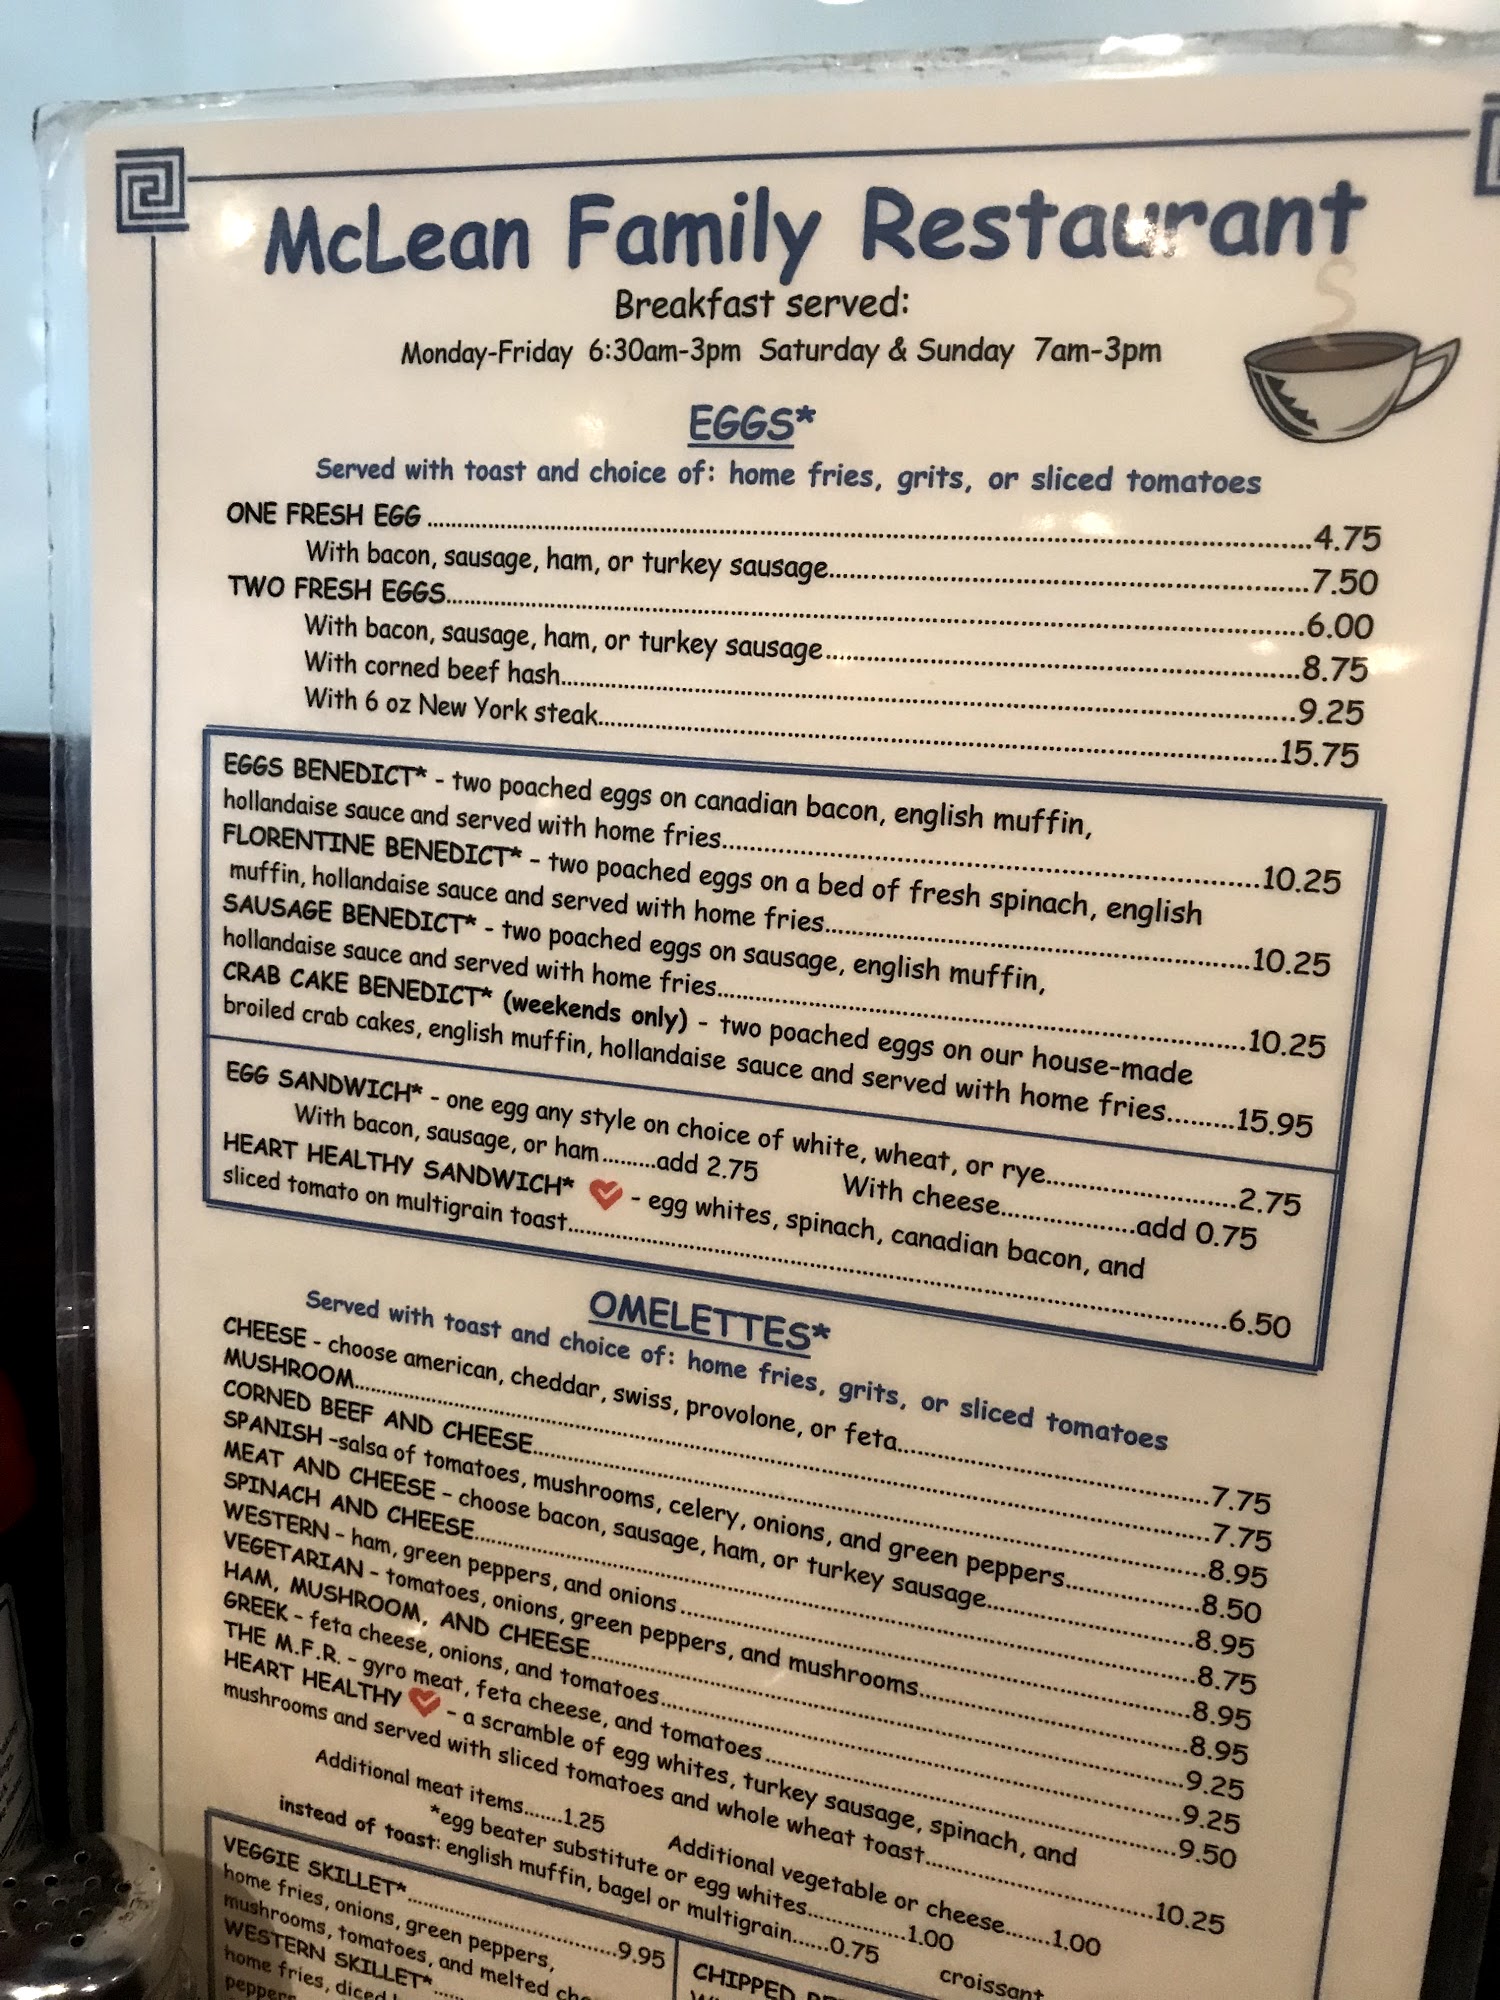 McLean Family Restaurant
Breakfast served:
Monday-Friday 6:30am-3pm Saturday & Sunday 7am-3pm
EGGS*
Served with toast and choice of: home fries, grits, or sliced tomatoes
ONE FRESH EGG 4.75
With bacon, sausage, ham, or turkey sausage 7.50
TWO FRESH EGGS 6.00
With bacon, sausage, ham, or turkey sausage 8.75
With corned beef hash 9.25
With 6 oz New York steak 15.75
EGGS BENEDICT* - two poached eggs on canadian bacon, english muffin,
hollandaise sauce and served with home fries 10.25
FLORENTINE BENEDICT* - two poached eggs on a bed of fresh spinach, english
muffin, hollandaise sauce and served with home fries 10.25
SAUSAGE BENEDICT* - two poached eggs on sausage, english muffin,
hollandaise sauce and served with home fries 10.25
CRAB CAKE BENEDICT* (weekends only) - two poached eggs on our house-made
broiled crab cakes, english muffin, hollandaise sauce and served with home fries 15.95
EGG SANDWICH* - one egg any style on choice of white, wheat, or rye 2.75
With bacon, sausage, or ham add 2.75 With cheese add 0.75
HEART HEALTHY SANDWICH* - egg whites, spinach, canadian bacon, and
sliced tomato on multigrain toast 6.50
OMELETTES*
Served with toast and choice of: home fries, grits, or sliced tomatoes
CHEESE - choose american, cheddar, swiss, provolone, or feta 7.75
MUSHROOM 7.75
CORNED BEEF AND CHEESE 8.95
SPANISH -salsa of tomatoes, mushrooms, celery, onions, and green peppers 8.50
MEAT AND CHEESE - choose bacon, sausage, ham, or turkey sausage 8.95
SPINACH AND CHEESE 8.75
WESTERN - ham, green peppers, and onions 8.95
VEGETARIAN - tomatoes, onions, green peppers, and mushrooms 8.95
HAM, MUSHROOM, AND CHEESE 9.25
GREEK - feta cheese, onions, and tomatoes 9.25
THE M.F.R. - gyro meat, feta cheese, and tomatoes 9.50
HEART HEALTHY - a scramble of egg whites, turkey sausage, spinach, and
mushrooms and served with sliced tomatoes and whole wheat toast 10.25
Additional meat items 1.25 Additional vegetable or cheese 1.00
*egg beater substitute or egg whites 1.00
instead of toast: english muffin, bagel or multigrain 0.75 croissant
VEGGIE SKILLET* 9.95
home fries, onions, green peppers,
mushrooms, tomatoes, and melted
WESTERN SKILLET*
home fries, diced
peppers
CHIPPED